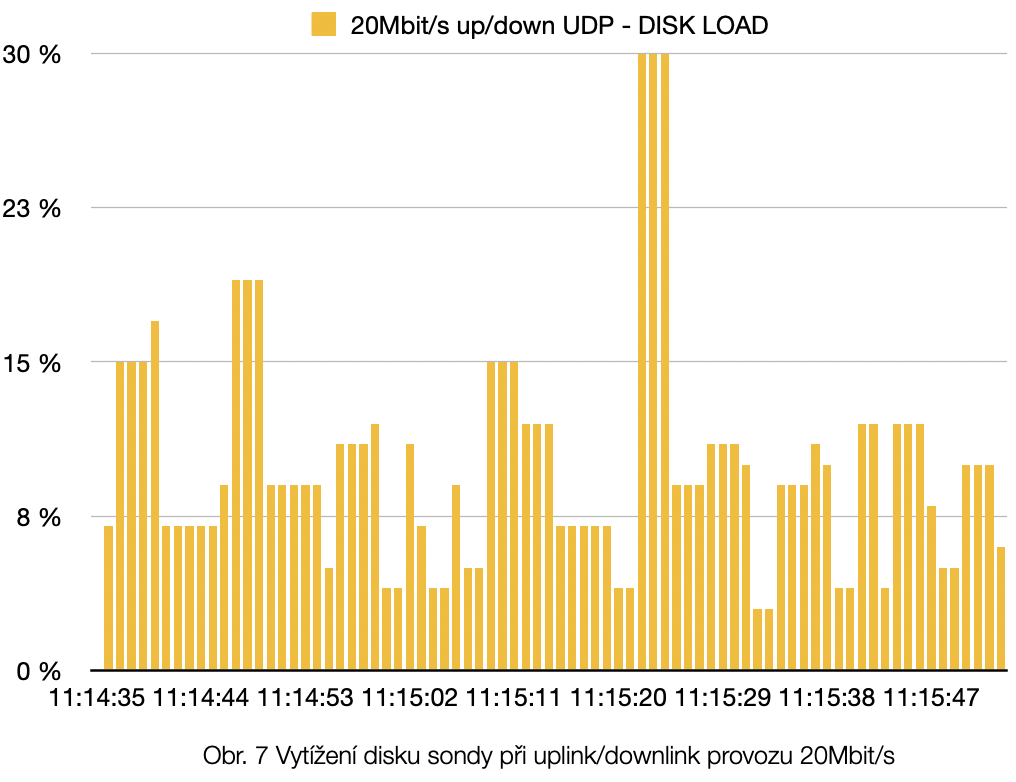 20Mbit/s up/down UDP - DISK LOAD
30 %
23 %
15 %
8 %
0 %
11:14:35 11:14:44 11:14:53 11:15:02 11:15:11 11:15:20 11:15:29 11:15:38 11:15:47
Obr. 7 Vytížení disku sondy při uplink/downlink provozu 20Mbit/s